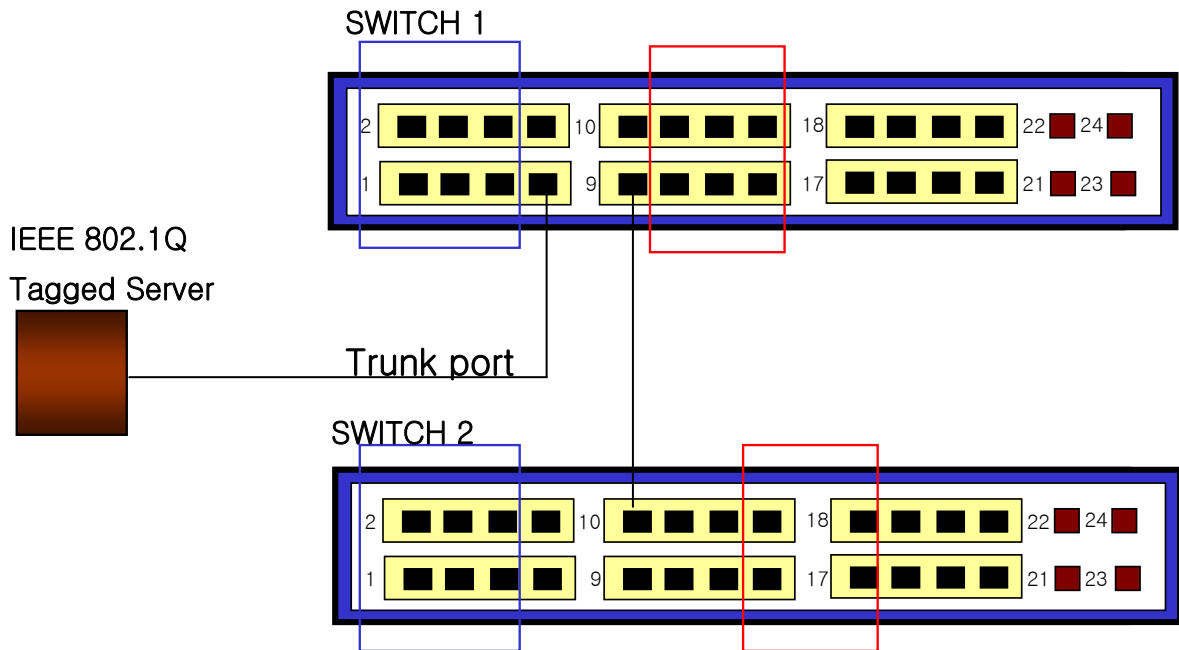 SWITCH 1
2 10 18 22 24
1 9 17 21 23
IEEE 802.1Q
Tagged Server
Trunk port
SWITCH 2
2 10 18 22 24
1 9 17 21 23